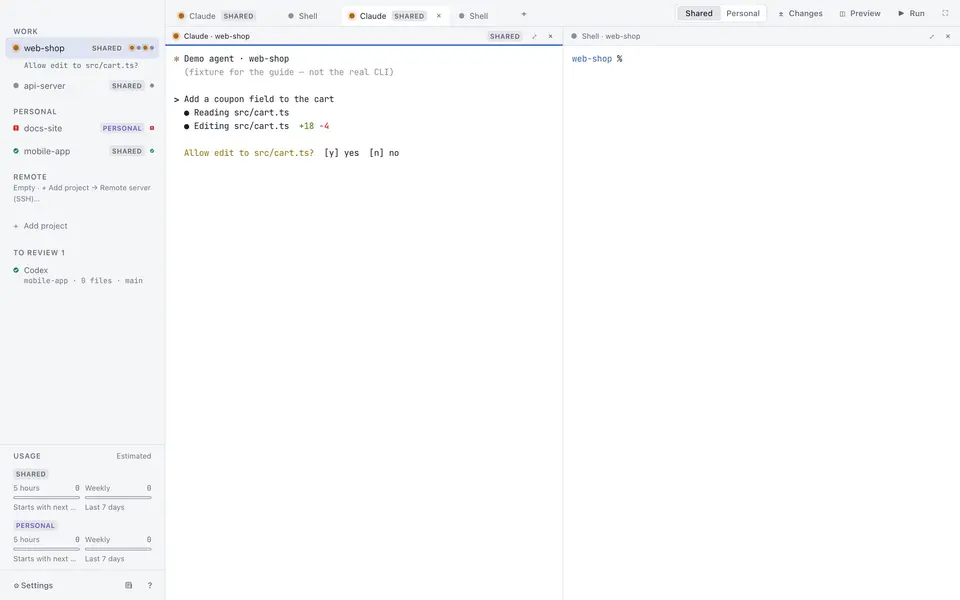 WORK
web-shop SHARED
Allow edit to src/cart.ts?
api-server SHARED
PERSONAL
docs-site PERSONAL
mobile-app SHARED
REMOTE
Empty · + Add project → Remote server
(SSH)…
+ Add project
TO REVIEW 1
Codex
mobile-app · 0 files · main
USAGE Estimated
SHARED
5 hours 0 Weekly 0
Starts with next … Last 7 days
PERSONAL
5 hours 0 Weekly 0
Starts with next … Last 7 days
Settings ?
Claude SHARED Shell Claude SHARED × Shell +
Shared Personal ± Changes Preview Run
Claude · web-shop SHARED ×
Demo agent · web-shop
(fixture for the guide — not the real CLI)
> Add a coupon field to the cart
● Reading src/cart.ts
● Editing src/cart.ts +18 -4
Allow edit to src/cart.ts? [y] yes [n] no
Shell · web-shop ×
web-shop %